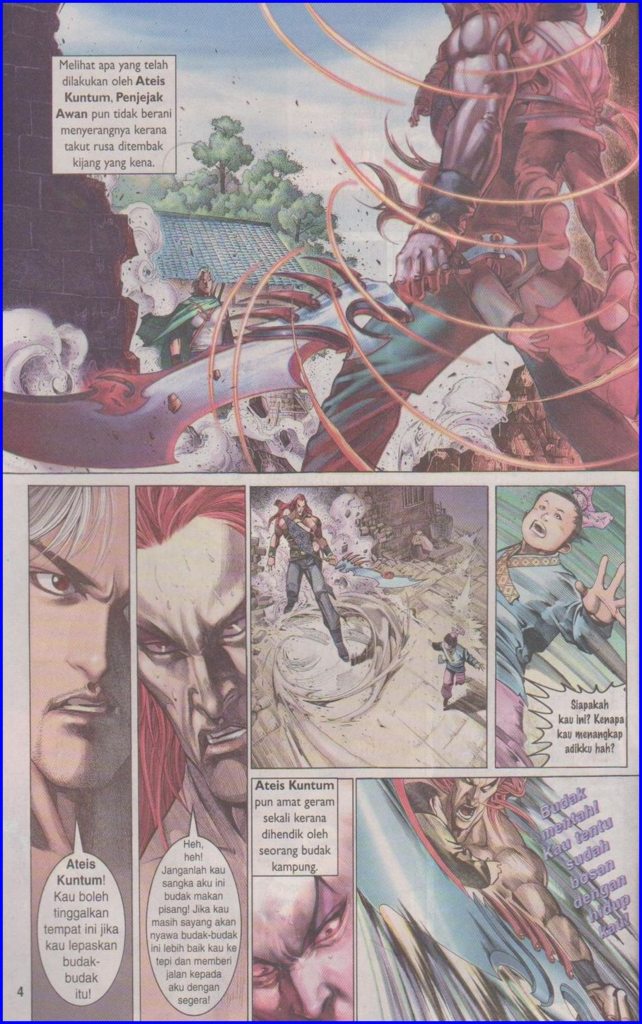 Melihat apa yang telah
dilakukan oleh Ateis
Kuntum, Penjejak
Awan pun tidak berani
menyerangnya kerana
takut rusa ditembak
kijang yang kena.
Ateis
Kuntum!
Kau boleh
tinggalkan
tempat ini jika
kau lepaskan
budak-
budak
itu!
Heh,
heh!
Janganlah kau
sangka aku ini
budak makan
pisang! Jika kau
masih sayang akan
nyawa budak-budak
ini lebih baik kau ke
tepi dan memberi
jalan kepada
aku dengan
segera!
Siapakah
kau ini? Kenapa
kau menangkap
adikku hah?
Ateis Kuntum
pun amat geram
sekali kerana
dihendik oleh
seorang budak
kampung.
Budak
mentah!
Kau tentu
sudah
bosan
dengan
hidup
kau!
4